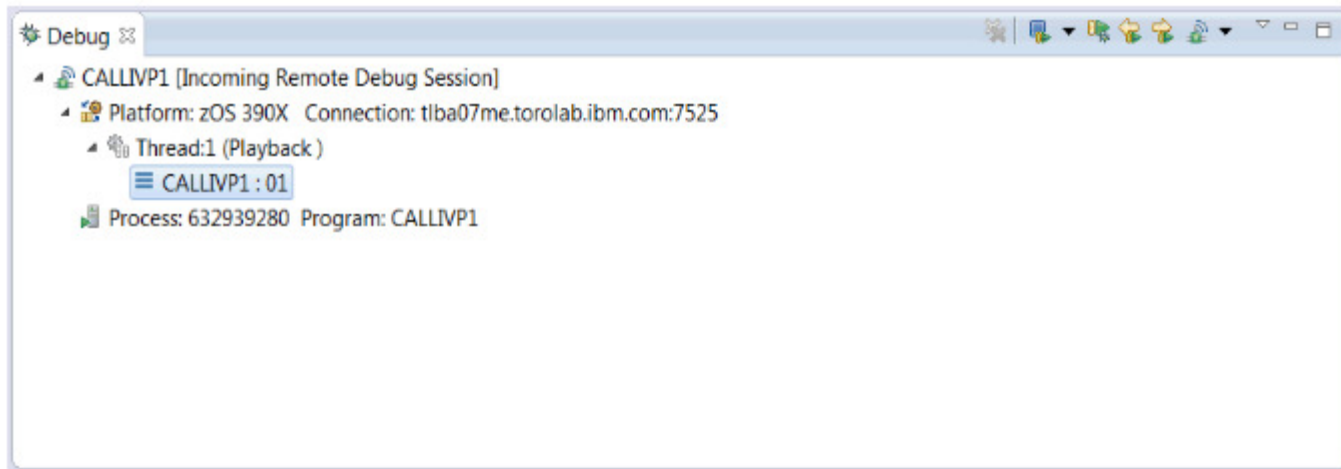 Debug
CALLIVP1 [Incoming Remote Debug Session]
Platform: zOS 390X Connection: tlba07me.torolab.ibm.com:7525
Thread:1 (Playback )
CALLIVP1 : 01
Process: 632939280 Program: CALLIVP1